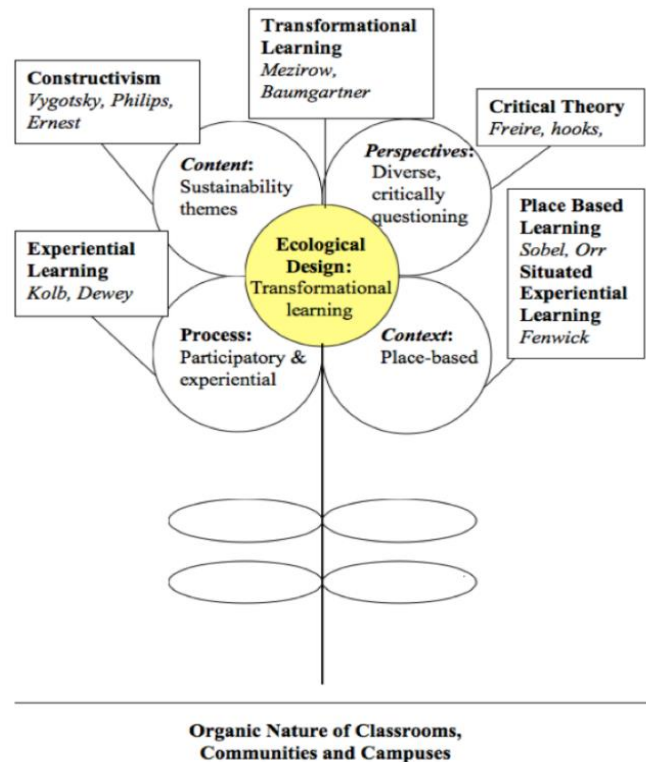 Transformational
Learning
Mezirow,
Baumgartner
Constructivism
Vygotsky, Philips,
Ernest
Critical Theory
Freire, hooks,
Content:
Sustainability
themes
Perspectives:
Diverse,
critically
questioning
Place Based
Learning
Sobel, Orr
Situated
Experiential
Learning
Fenwick
Experiential
Learning
Kolb, Dewey
Ecological
Design:
Transformational
learning
Process:
Participatory &
experiential
Context:
Place-based
Organic Nature of Classrooms,
Communities and Campuses